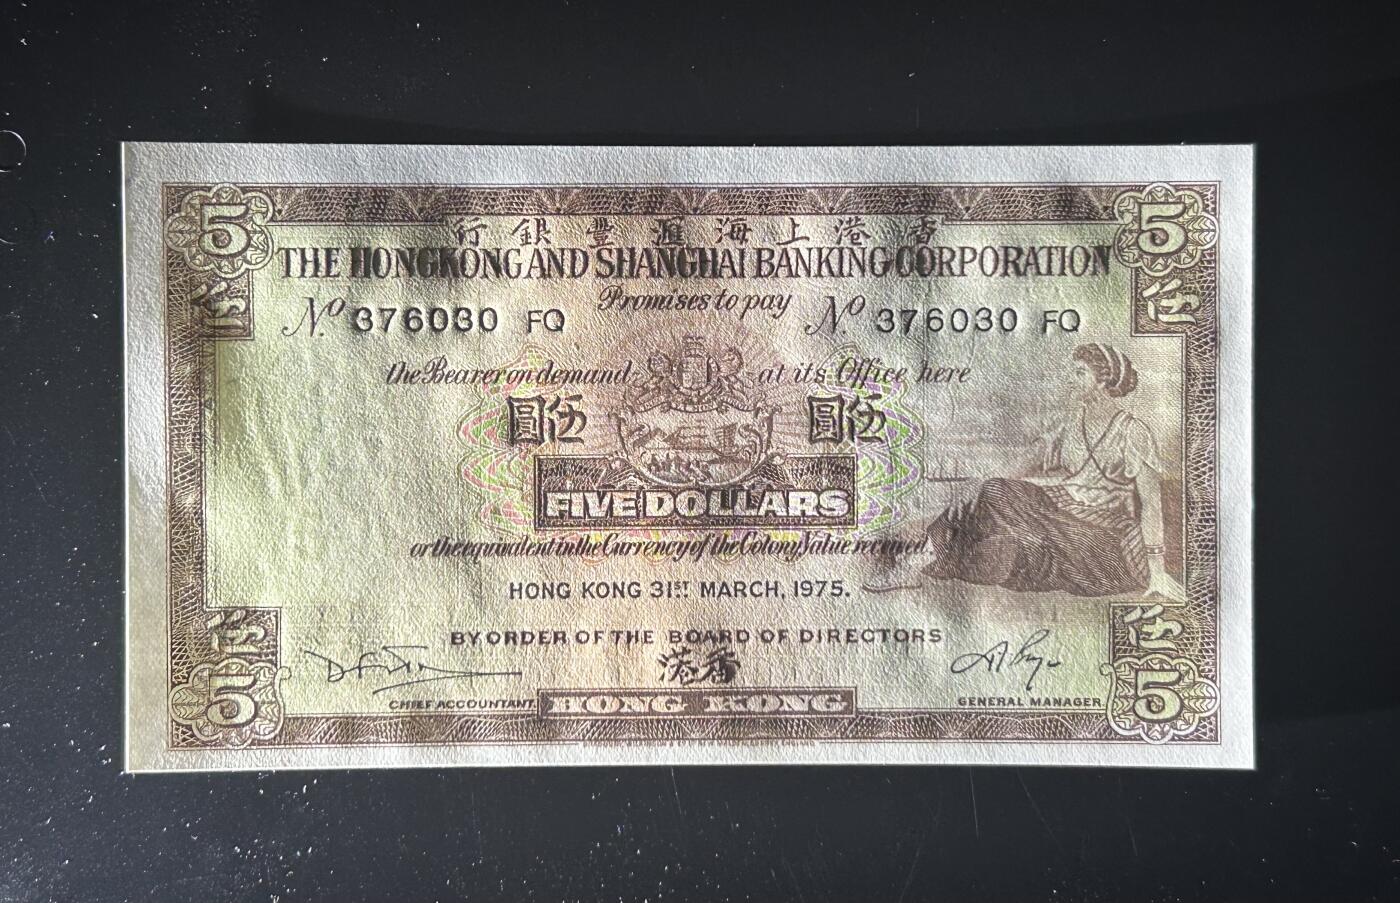 5 5
行銀豐滙海上港香
THE HONGKONG AND SHANGHAI BANKING CORPORATION
伍 伍
Promises to pay
Nº 376030 FQ Nº 376030 FQ
the Bearer on demand at its Office here
圓伍 圓伍
FIVE DOLLARS
or the equivalent in the Currency of the Colony, Value received.
HONG KONG 31ST MARCH, 1975.
伍 伍
BY ORDER OF THE BOARD OF DIRECTORS
港香
5 5
CHIEF ACCOUNTANT HONG KONG GENERAL MANAGER